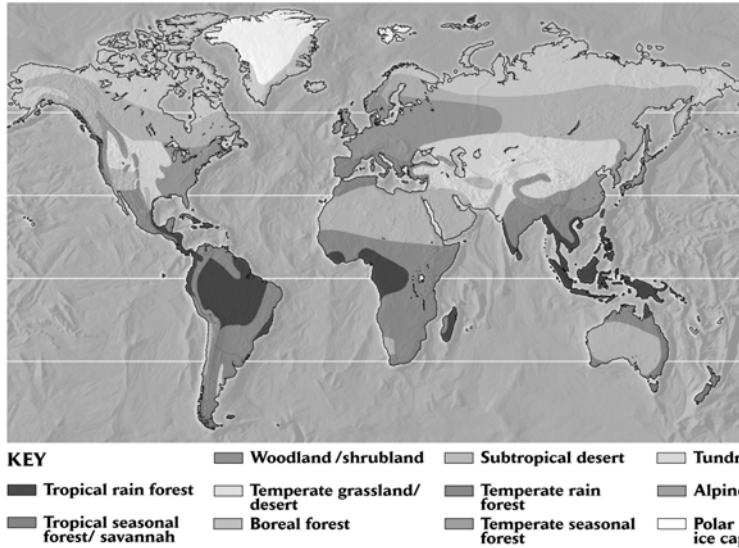 KEY
Tropical rain forest
Tropical seasonal
forest/ savannah
Woodland /shrubland
Temperate grassland/
desert
Boreal forest
Subtropical desert
Temperate rain
forest
Temperate seasonal
forest
Tundr
Alpin
Polar
ice cap